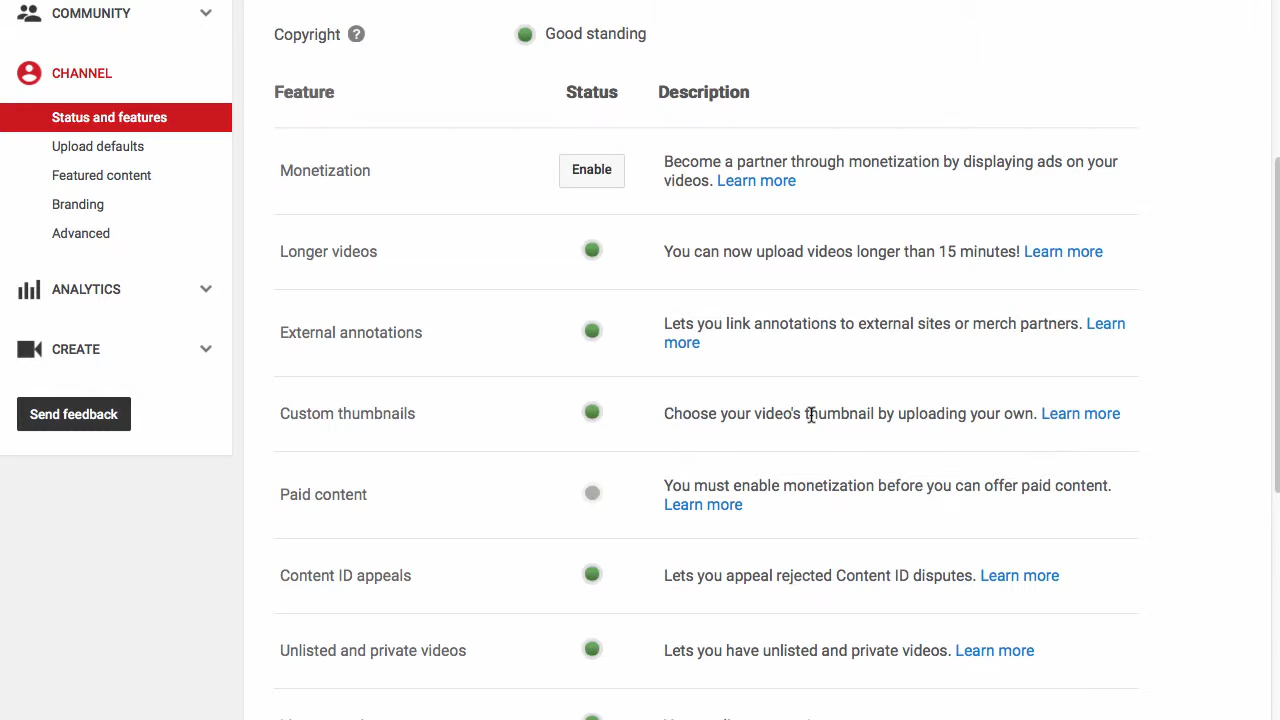 COMMUNITY
CHANNEL
Status and features
Upload defaults
Featured content
Branding
Advanced
ANALYTICS
CREATE
Send feedback
Copyright ? Good standing
Feature Status Description
Monetization Enable Become a partner through monetization by displaying ads on your
videos. Learn more
Longer videos You can now upload videos longer than 15 minutes! Learn more
External annotations Lets you link annotations to external sites or merch partners. Learn
more
Custom thumbnails Choose your video's thumbnail by uploading your own. Learn more
Paid content You must enable monetization before you can offer paid content.
Learn more
Content ID appeals Lets you appeal rejected Content ID disputes. Learn more
Unlisted and private videos Lets you have unlisted and private videos. Learn more